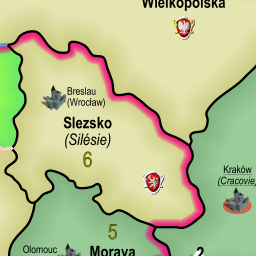 Wielkopolska
Breslau
(Wrocław)
Slezsko
(Silésie)
6
Kraków
(Cracovie)
5
Olomouc
Morava
2